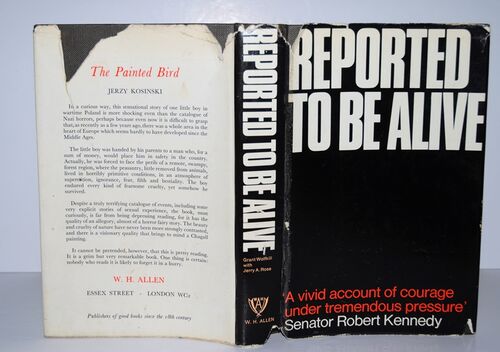 The Painted Bird
JERZY KOSINSKI
In a curious way, this sensational story of one little boy in
wartime Poland is more shocking even than the catalogue of
Nazi horrors, perhaps because even now it is difficult to grasp
that, as recently as a few years ago, there was a whole area in the
heart of Europe which seems hardly to have developed since the
Middle Ages.
The little boy was handed by his parents to a man who, for a
sum of money, would place him in safety in the country.
Actually, he was forced to face the perils of a remote, swampy,
forest region, where the peasantry, little removed from animals,
lived in horribly primitive conditions, in an atmosphere of
superstition, ignorance, fear, filth and bestiality. The boy
endured every kind of fearsome cruelty, yet somehow he
survived.
Despite a truly terrifying catalogue of events, including some
very explicit stories of sexual experience, the book, most
curiously, is far from being depressing reading, for it has the
quality of an allegory, almost of a horror fairy story. The beauty
and cruelty of nature have never been more strongly contrasted,
and there is a visionary quality that brings to mind a Chagall
painting.
It cannot be pretended, however, that this is pretty reading.
It is a grim but very remarkable book. One thing is certain:
nobody who reads it is likely to forget it in a hurry.
W. H. ALLEN
ESSEX STREET · LONDON WC2
Publishers of good books since the 18th century
REPORTED TO BE ALIVE
Grant Wolfkill
with
Jerry A. Rose
W. H. ALLEN
REPORTED
TO BE ALIVE
'A vivid account of courage
under tremendous pressure'
Senator Robert Kennedy